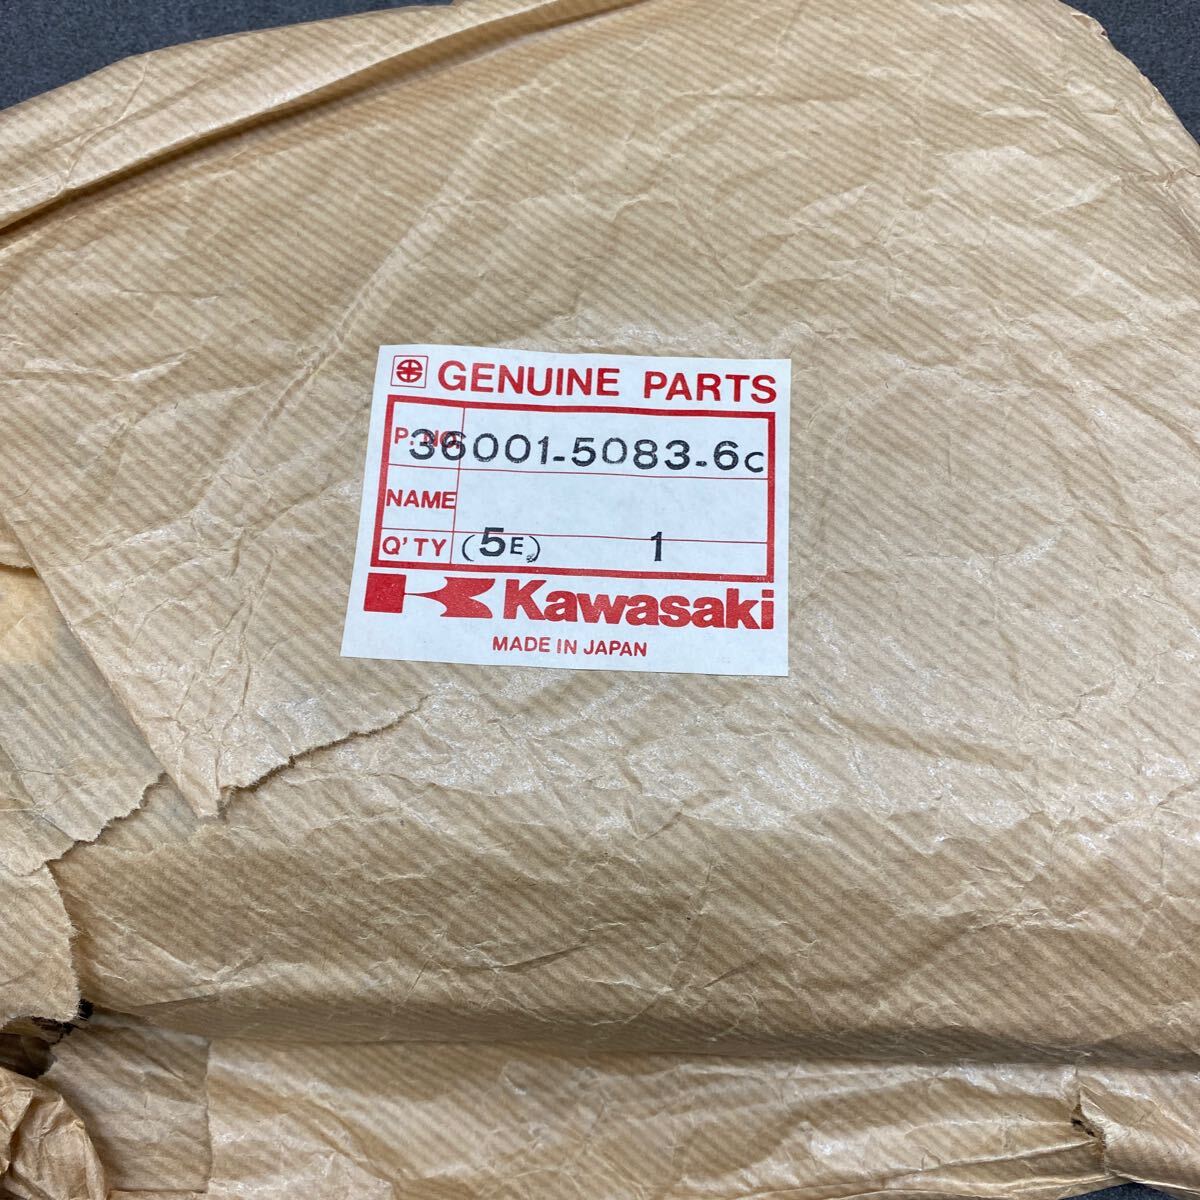 GENUINE PARTS
P. NO. 36001-5083-6C
NAME
Q'TY (5E) 1
Kawasaki
MADE IN JAPAN